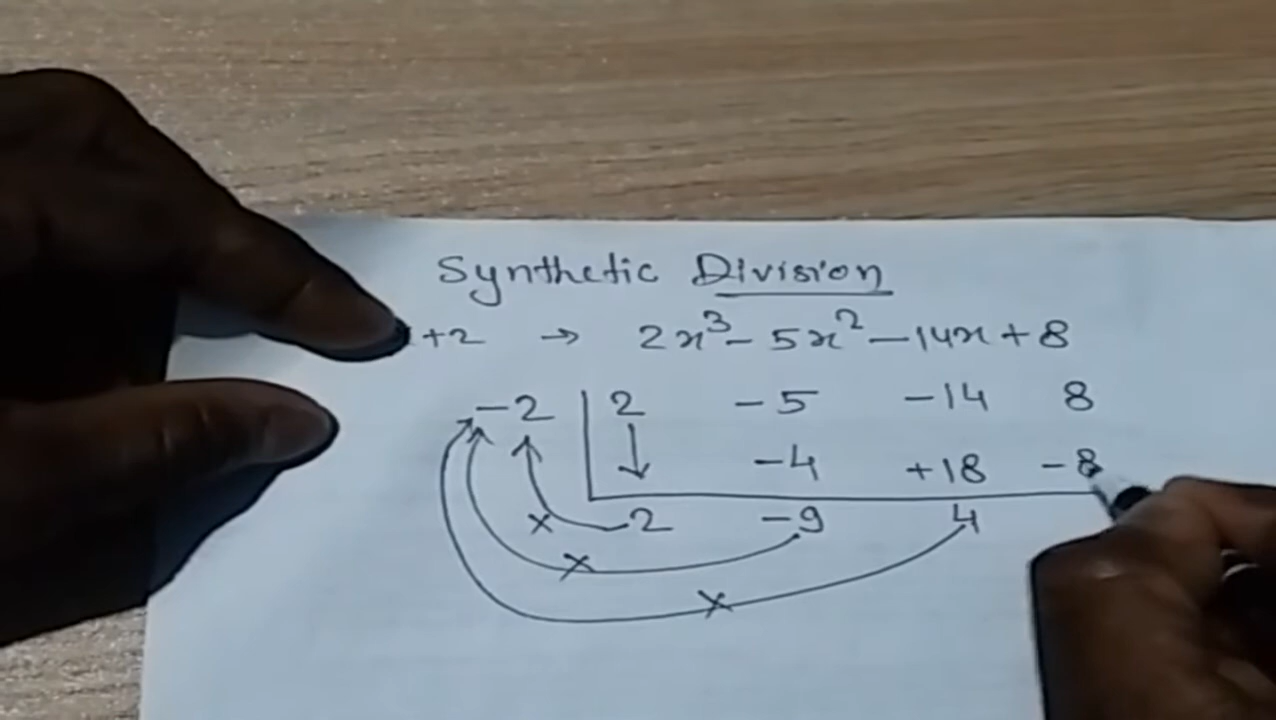 Synthetic Division
+2 → 2x³ - 5x² - 14x + 8
-2 | 2 -5 -14 8
-4 +18 -8
2 -9 4
× × ×